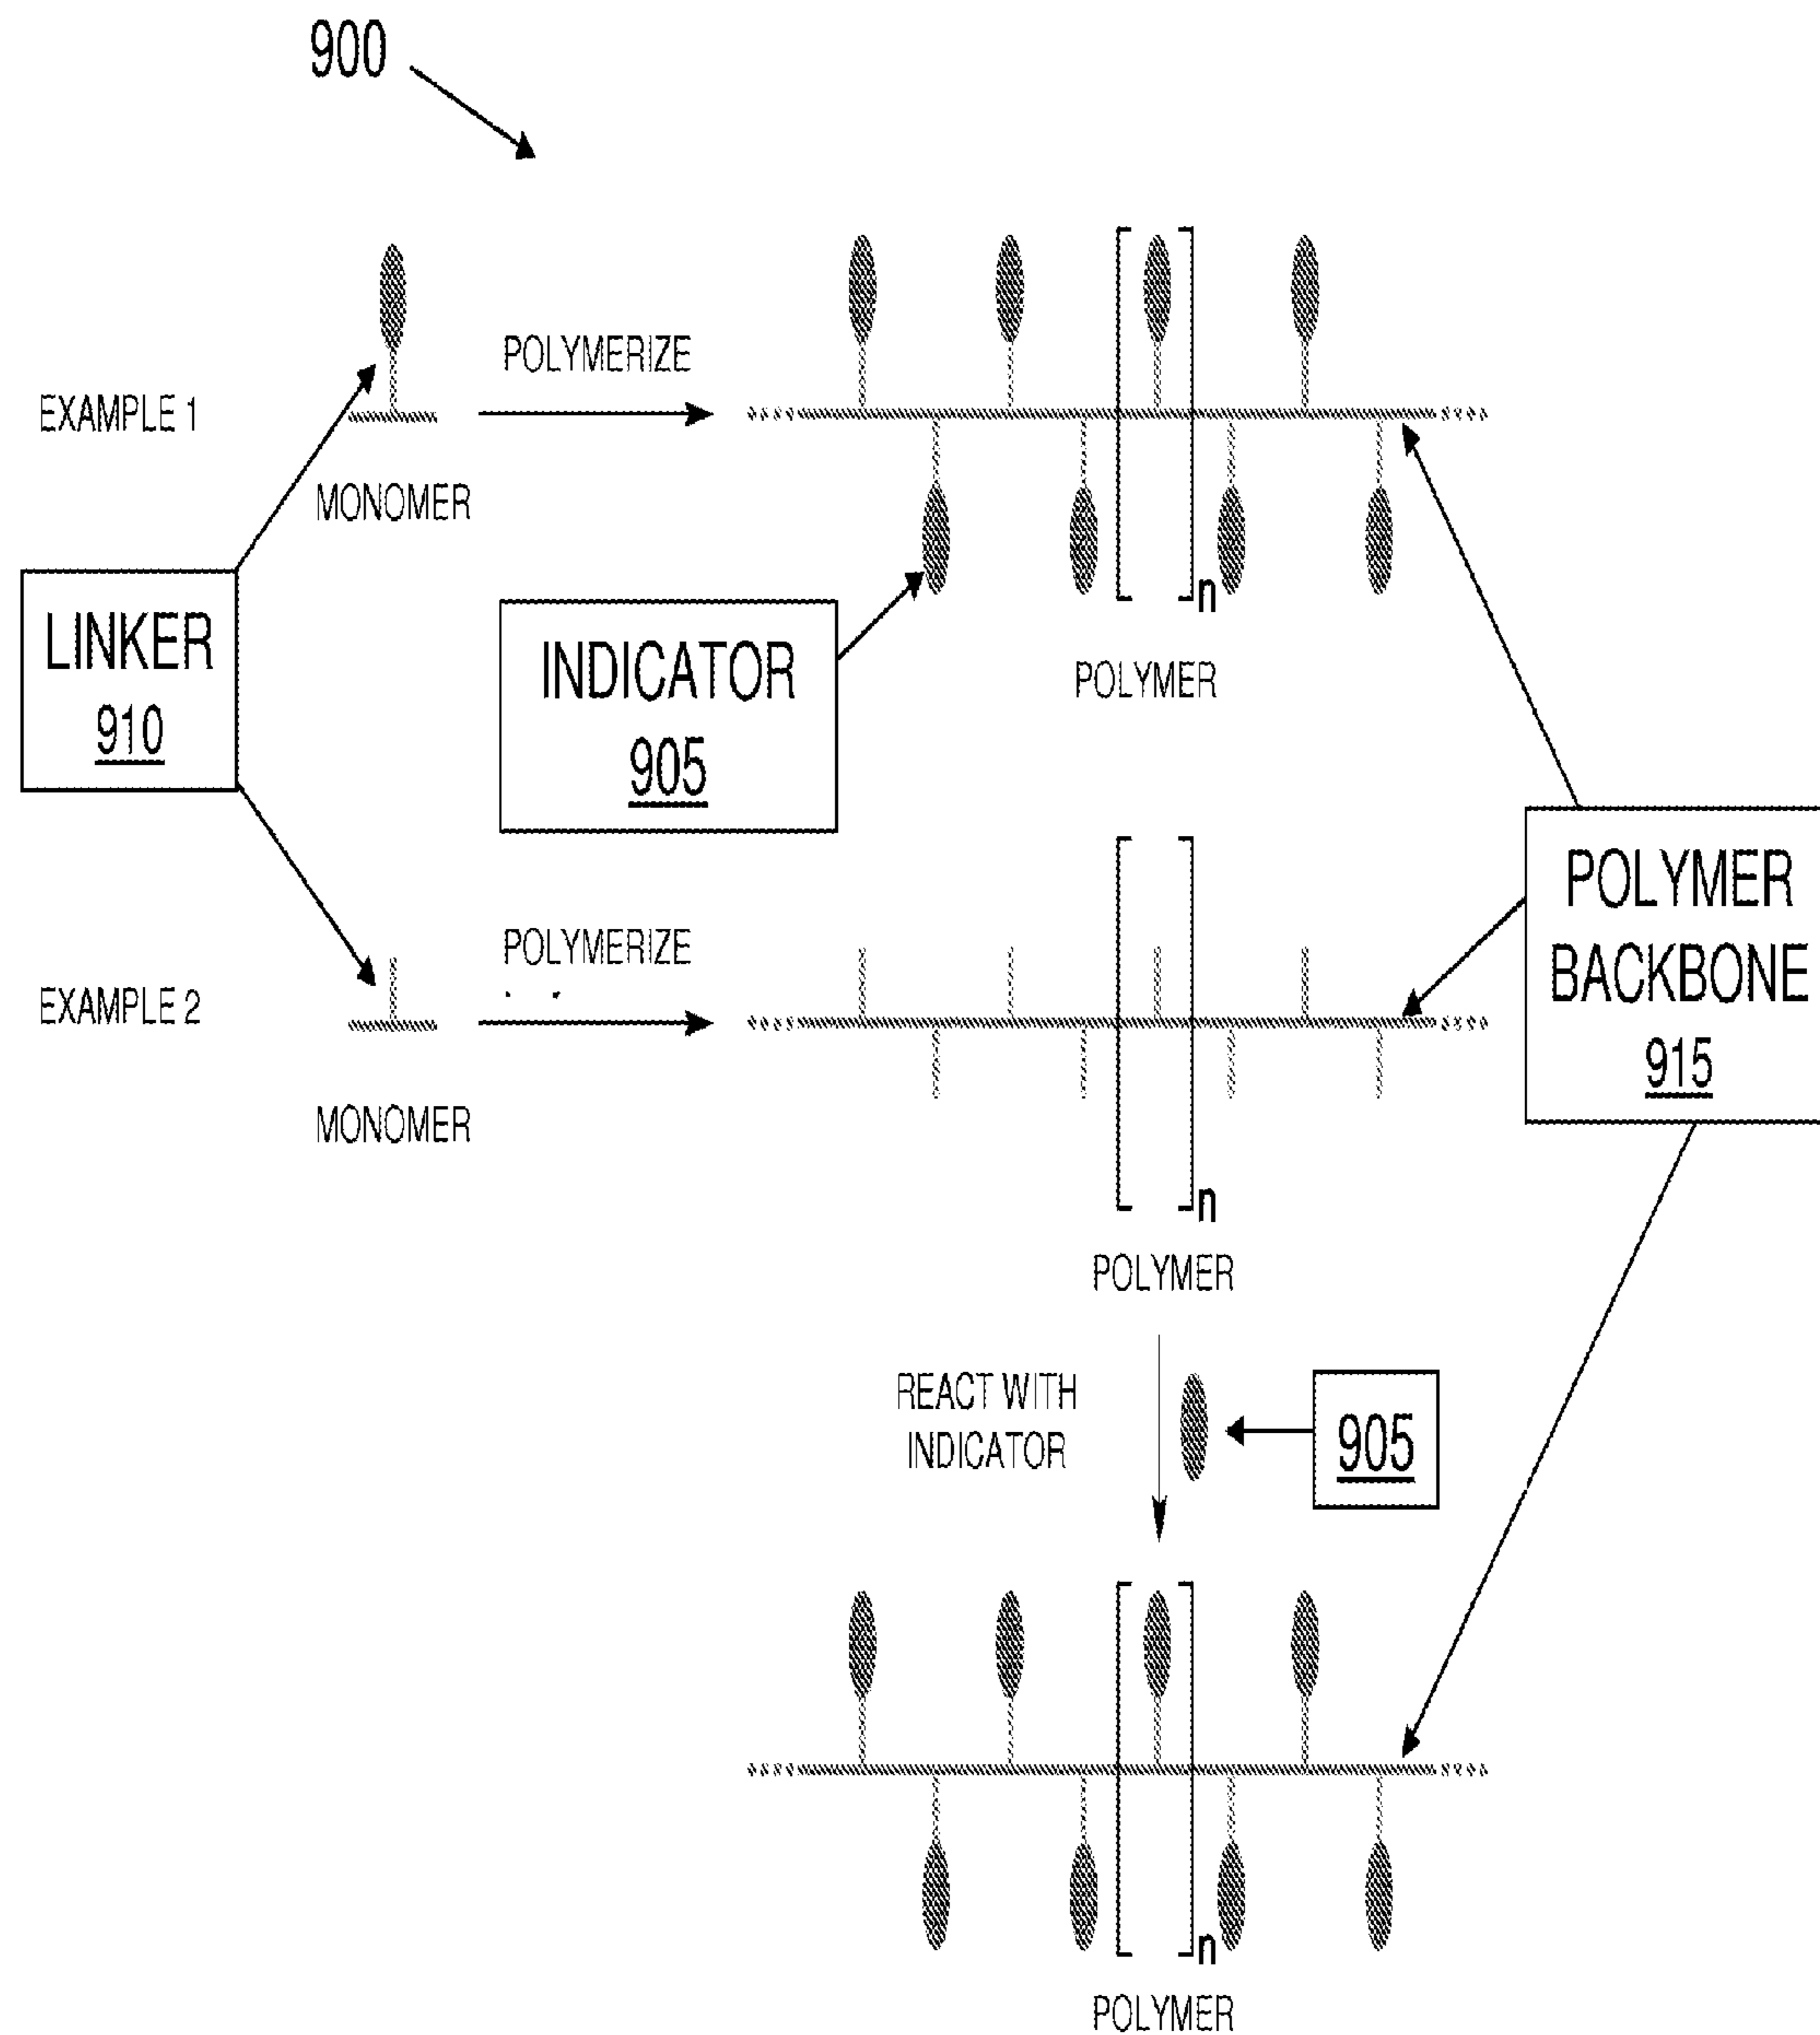 900
POLYMERIZE
EXAMPLE 1
MONOMER
n
LINKER
910
INDICATOR
905
POLYMER
POLYMER
BACKBONE
915
POLYMERIZE
EXAMPLE 2
MONOMER
n
POLYMER
REACT WITH
INDICATOR
905
n
POLYMER